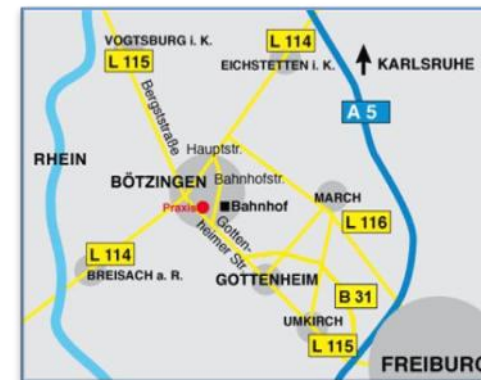 VOGTSBURG i. K.
L 114
L 115
EICHSTETTEN i. K.
KARLSRUHE
Bergststraße
A 5
RHEIN
Hauptstr.
BÖTZINGEN
Bahnhofstr.
MARCH
Praxis
Bahnhof
L 116
Gotten-
heimer Str.
L 114
BREISACH a. R.
GOTTENHEIM
B 31
UMKIRCH
L 115
FREIBURG